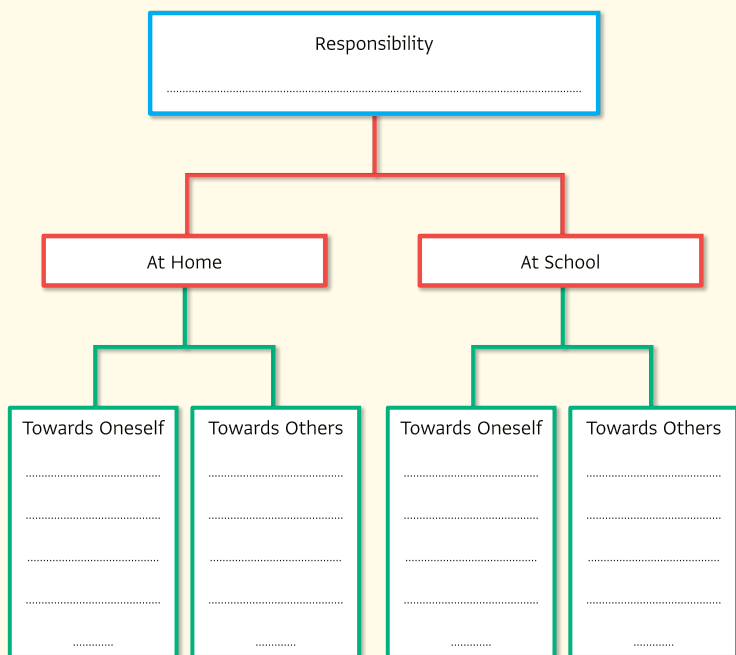 Responsibility
At Home
At School
Towards Oneself
Towards Others
Towards Oneself
Towards Others